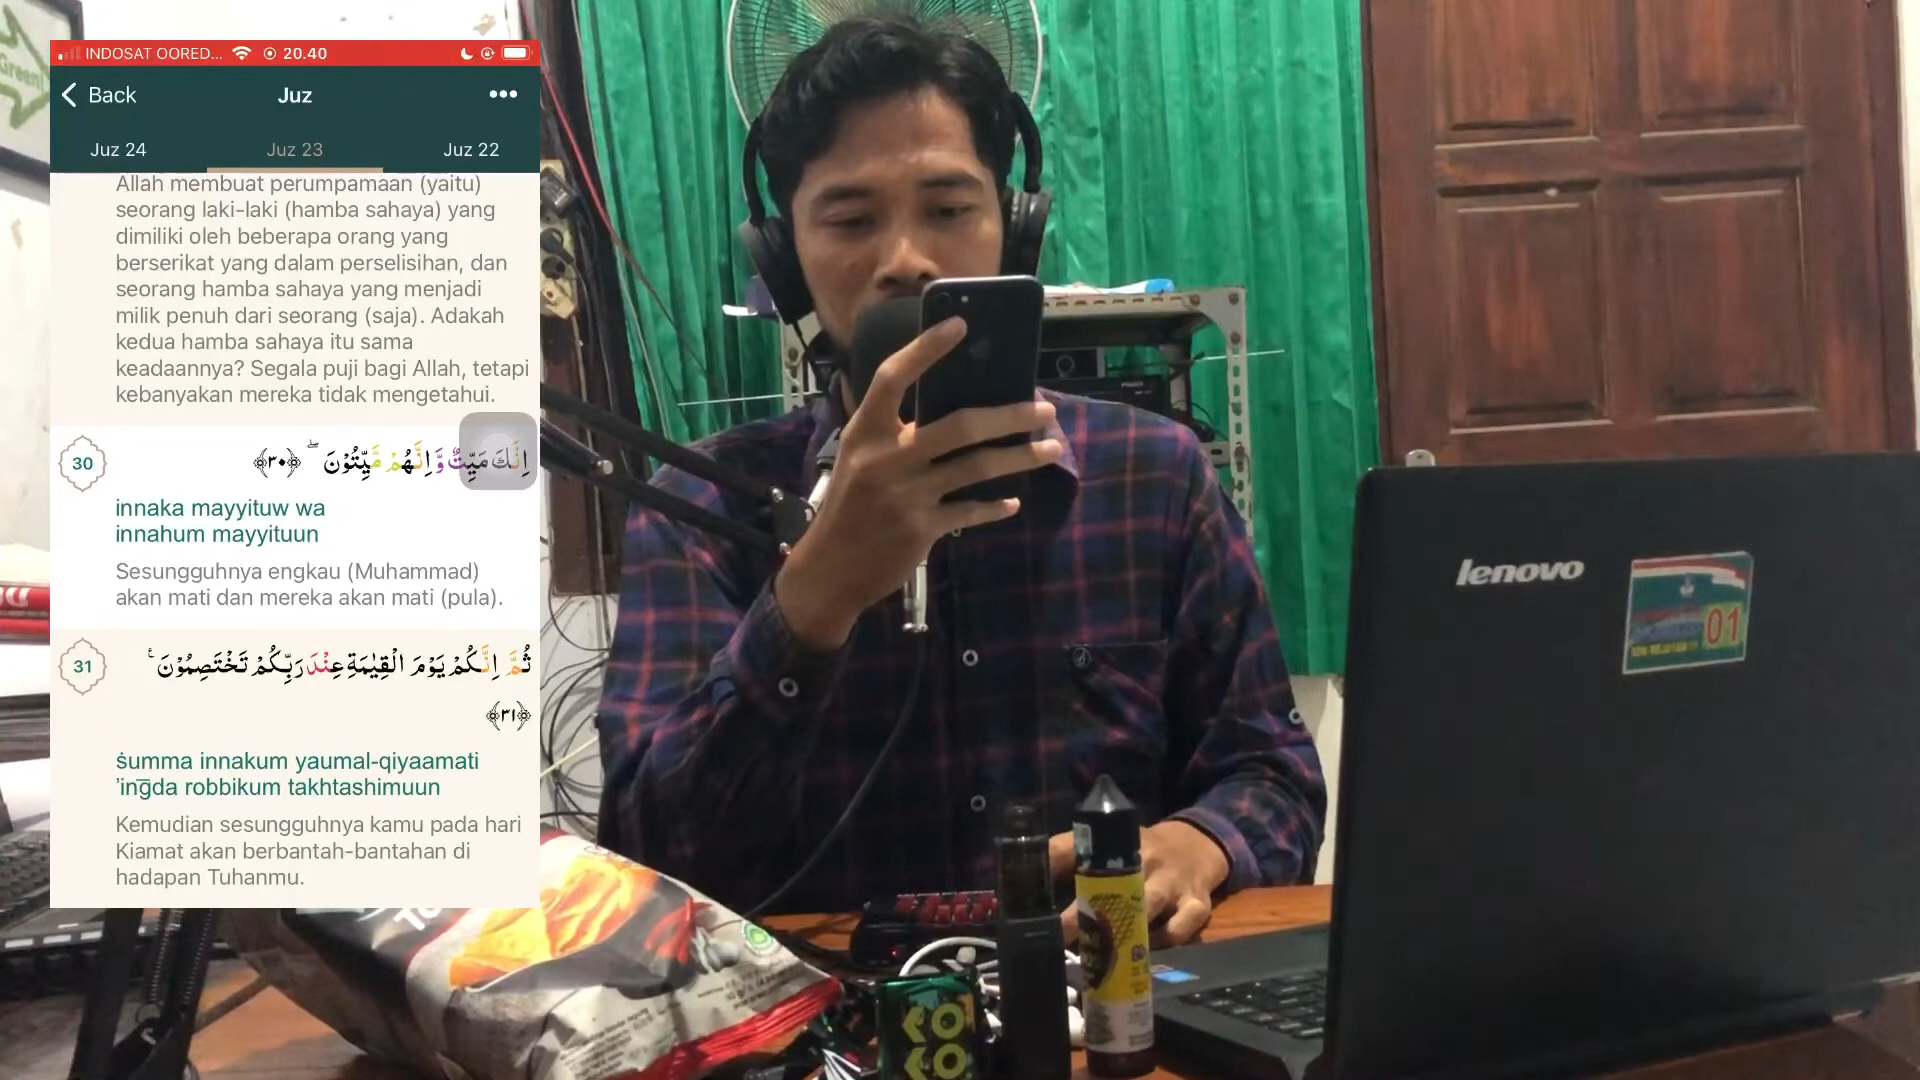 INDOSAT OORED... 20.40
Back
Juz
Juz 24
Juz 23
Juz 22
Allah membuat perumpamaan (yaitu)
seorang laki-laki (hamba sahaya) yang
dimiliki oleh beberapa orang yang
berserikat yang dalam perselisihan, dan
seorang hamba sahaya yang menjadi
milik penuh dari seorang (saja). Adakah
kedua hamba sahaya itu sama
keadaannya? Segala puji bagi Allah, tetapi
kebanyakan mereka tidak mengetahui.
30
اِنَّكَ مَيِّتٌ وَّاِنَّهُمْ مَّيِّتُوْنَ ۖ ﴿٣٠﴾
innaka mayyituw wa
innahum mayyituun
Sesungguhnya engkau (Muhammad)
akan mati dan mereka akan mati (pula).
31
ثُمَّ اِنَّكُمْ يَوْمَ الْقِيٰمَةِ عِنْدَ رَبِّكُمْ تَخْتَصِمُوْنَ ࣖ
﴿٣١﴾
ṡumma innakum yaumal-qiyaamati
'ing̅da robbikum takhtashimuun
Kemudian sesungguhnya kamu pada hari
Kiamat akan berbantah-bantahan di
hadapan Tuhanmu.
Green
lenovo
01